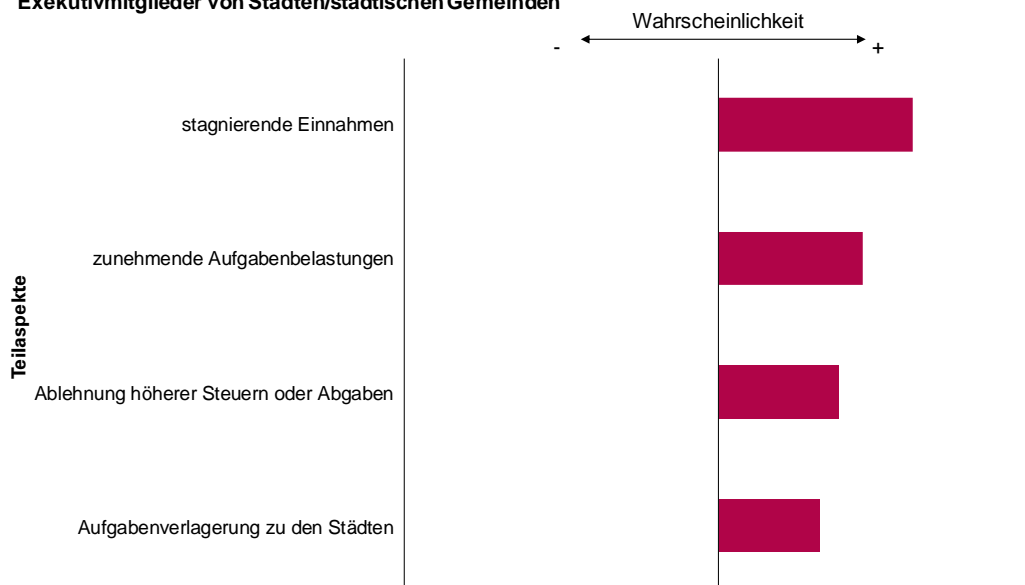 Exekutivmitglieder von Städten/städtischen Gemeinden
Wahrscheinlichkeit
- +
stagnierende Einnahmen
zunehmende Aufgabenbelastungen
Teilaspekte
Ablehnung höherer Steuern oder Abgaben
Aufgabenverlagerung zu den Städten